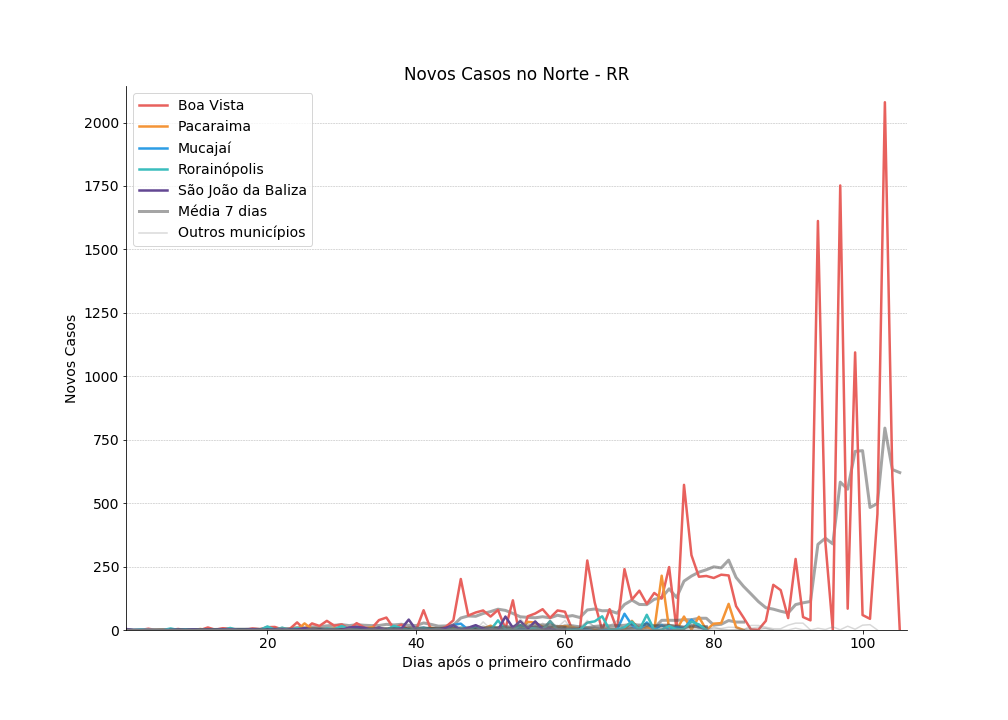 Novos Casos no Norte - RR
Boa Vista
Pacaraima
Mucajaí
Rorainópolis
São João da Baliza
Média 7 dias
Outros municípios
2000
1750
1500
1250
1000
750
500
250
0
Novos Casos
20
40
60
80
100
Dias após o primeiro confirmado